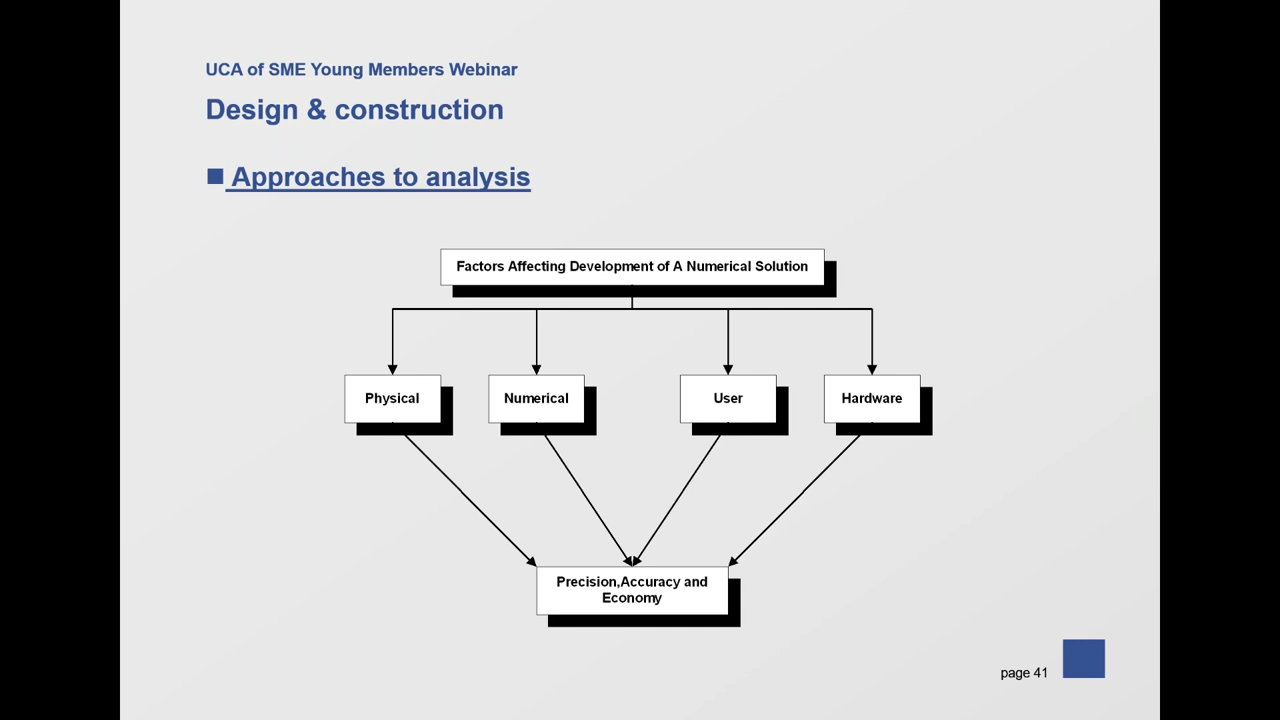 UCA of SME Young Members Webinar
Design & construction
Approaches to analysis
Factors Affecting Development of A Numerical Solution
Physical
Numerical
User
Hardware
Precision,Accuracy and
Economy
page 41